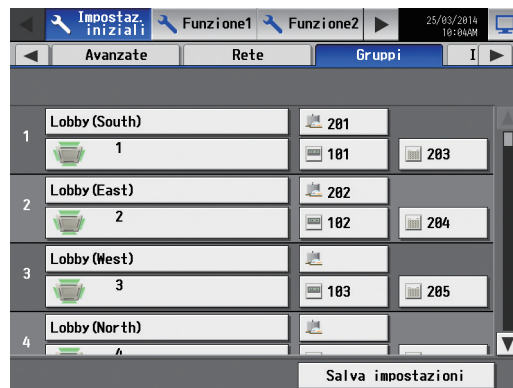 Impostaz. iniziali Funzione1 Funzione2 25/03/2014 10:04AM
Avanzate Rete Gruppi I
1 Lobby(South) 201
1 101 203
2 Lobby(East) 202
2 102 204
3 Lobby(West)
3 103 205
4 Lobby(North)
4
Salva impostazioni